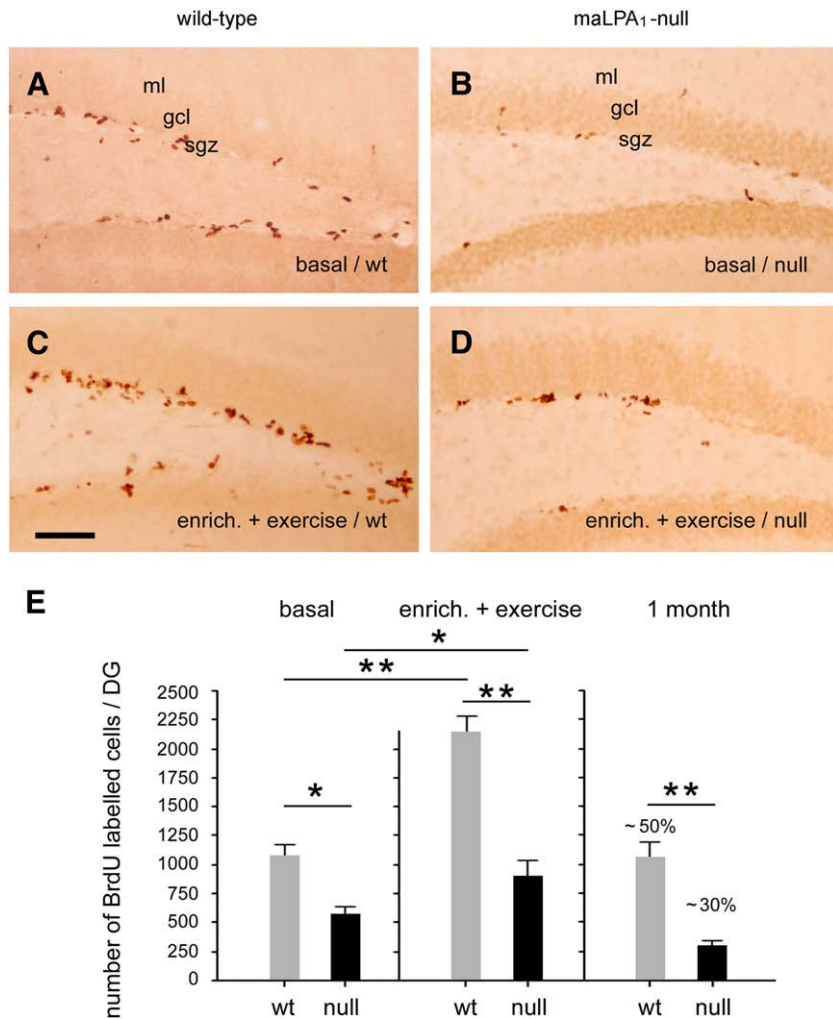 wild-type maLPA₁-null
A B
ml ml
gcl gcl
sgz sgz
basal / wt basal / null
C D
enrich. + exercise / wt enrich. + exercise / null
E
basal enrich. + exercise 1 month
* 
** **
* **
number of BrdU labelled cells / DG
2500
2250
2000
1750
1500
1250
1000
750
500
250
0
~50%
~30%
wt null wt null wt null